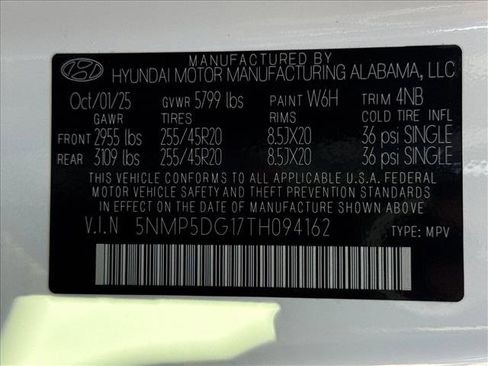 MANUFACTURED BY
HYUNDAI MOTOR MANUFACTURING ALABAMA, LLC
Oct/01/25 GVWR 5799 lbs PAINT W6H TRIM 4NB
GAWR TIRES RIMS COLD TIRE INFL
FRONT 2955 lbs 255/45R20 8.5JX20 36 psi SINGLE
REAR 3109 lbs 255/45R20 8.5JX20 36 psi SINGLE
THIS VEHICLE CONFORMS TO ALL APPLICABLE U.S.A. FEDERAL
MOTOR VEHICLE SAFETY AND THEFT PREVENTION STANDARDS
IN EFFECT ON THE DATE OF MANUFACTURE SHOWN ABOVE.
V.I.N 5NMP5DG17TH094162 TYPE: MPV